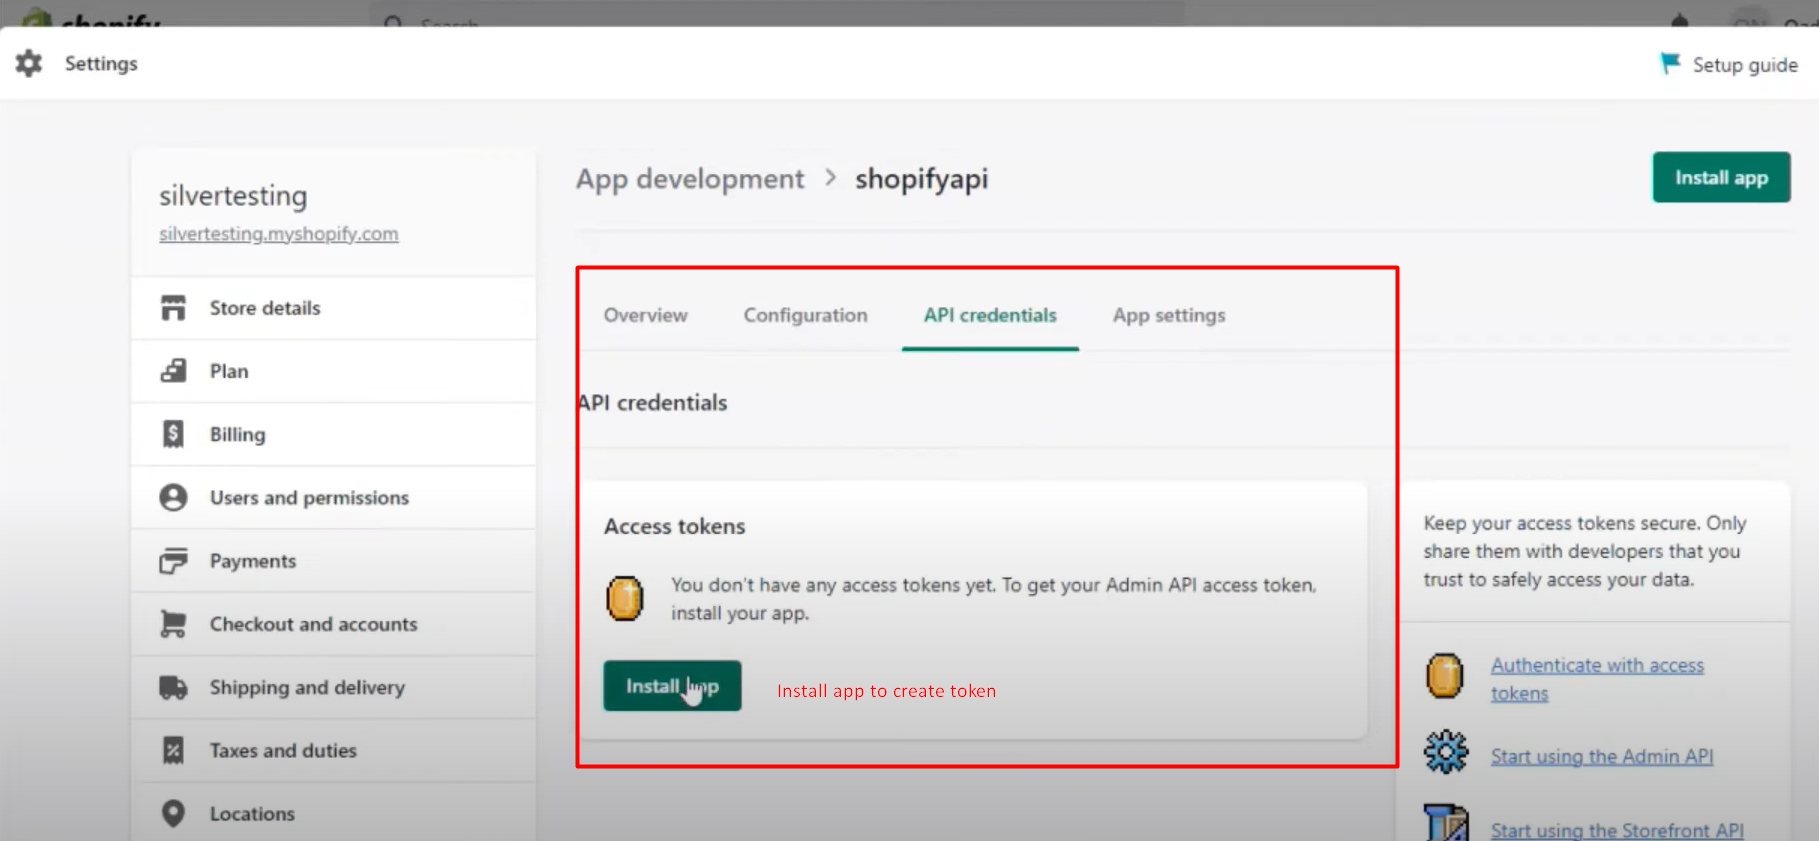 shopify
Search
Settings
Setup guide
silvertesting
silvertesting.myshopify.com
Store details
Plan
Billing
Users and permissions
Payments
Checkout and accounts
Shipping and delivery
Taxes and duties
Locations
App development > shopifyapi
Install app
Overview
Configuration
API credentials
App settings
API credentials
Access tokens
You don't have any access tokens yet. To get your Admin API access token,
install your app.
Install app
Install app to create token
Keep your access tokens secure. Only
share them with developers that you
trust to safely access your data.
Authenticate with access
tokens
Start using the Admin API
Start using the Storefront API